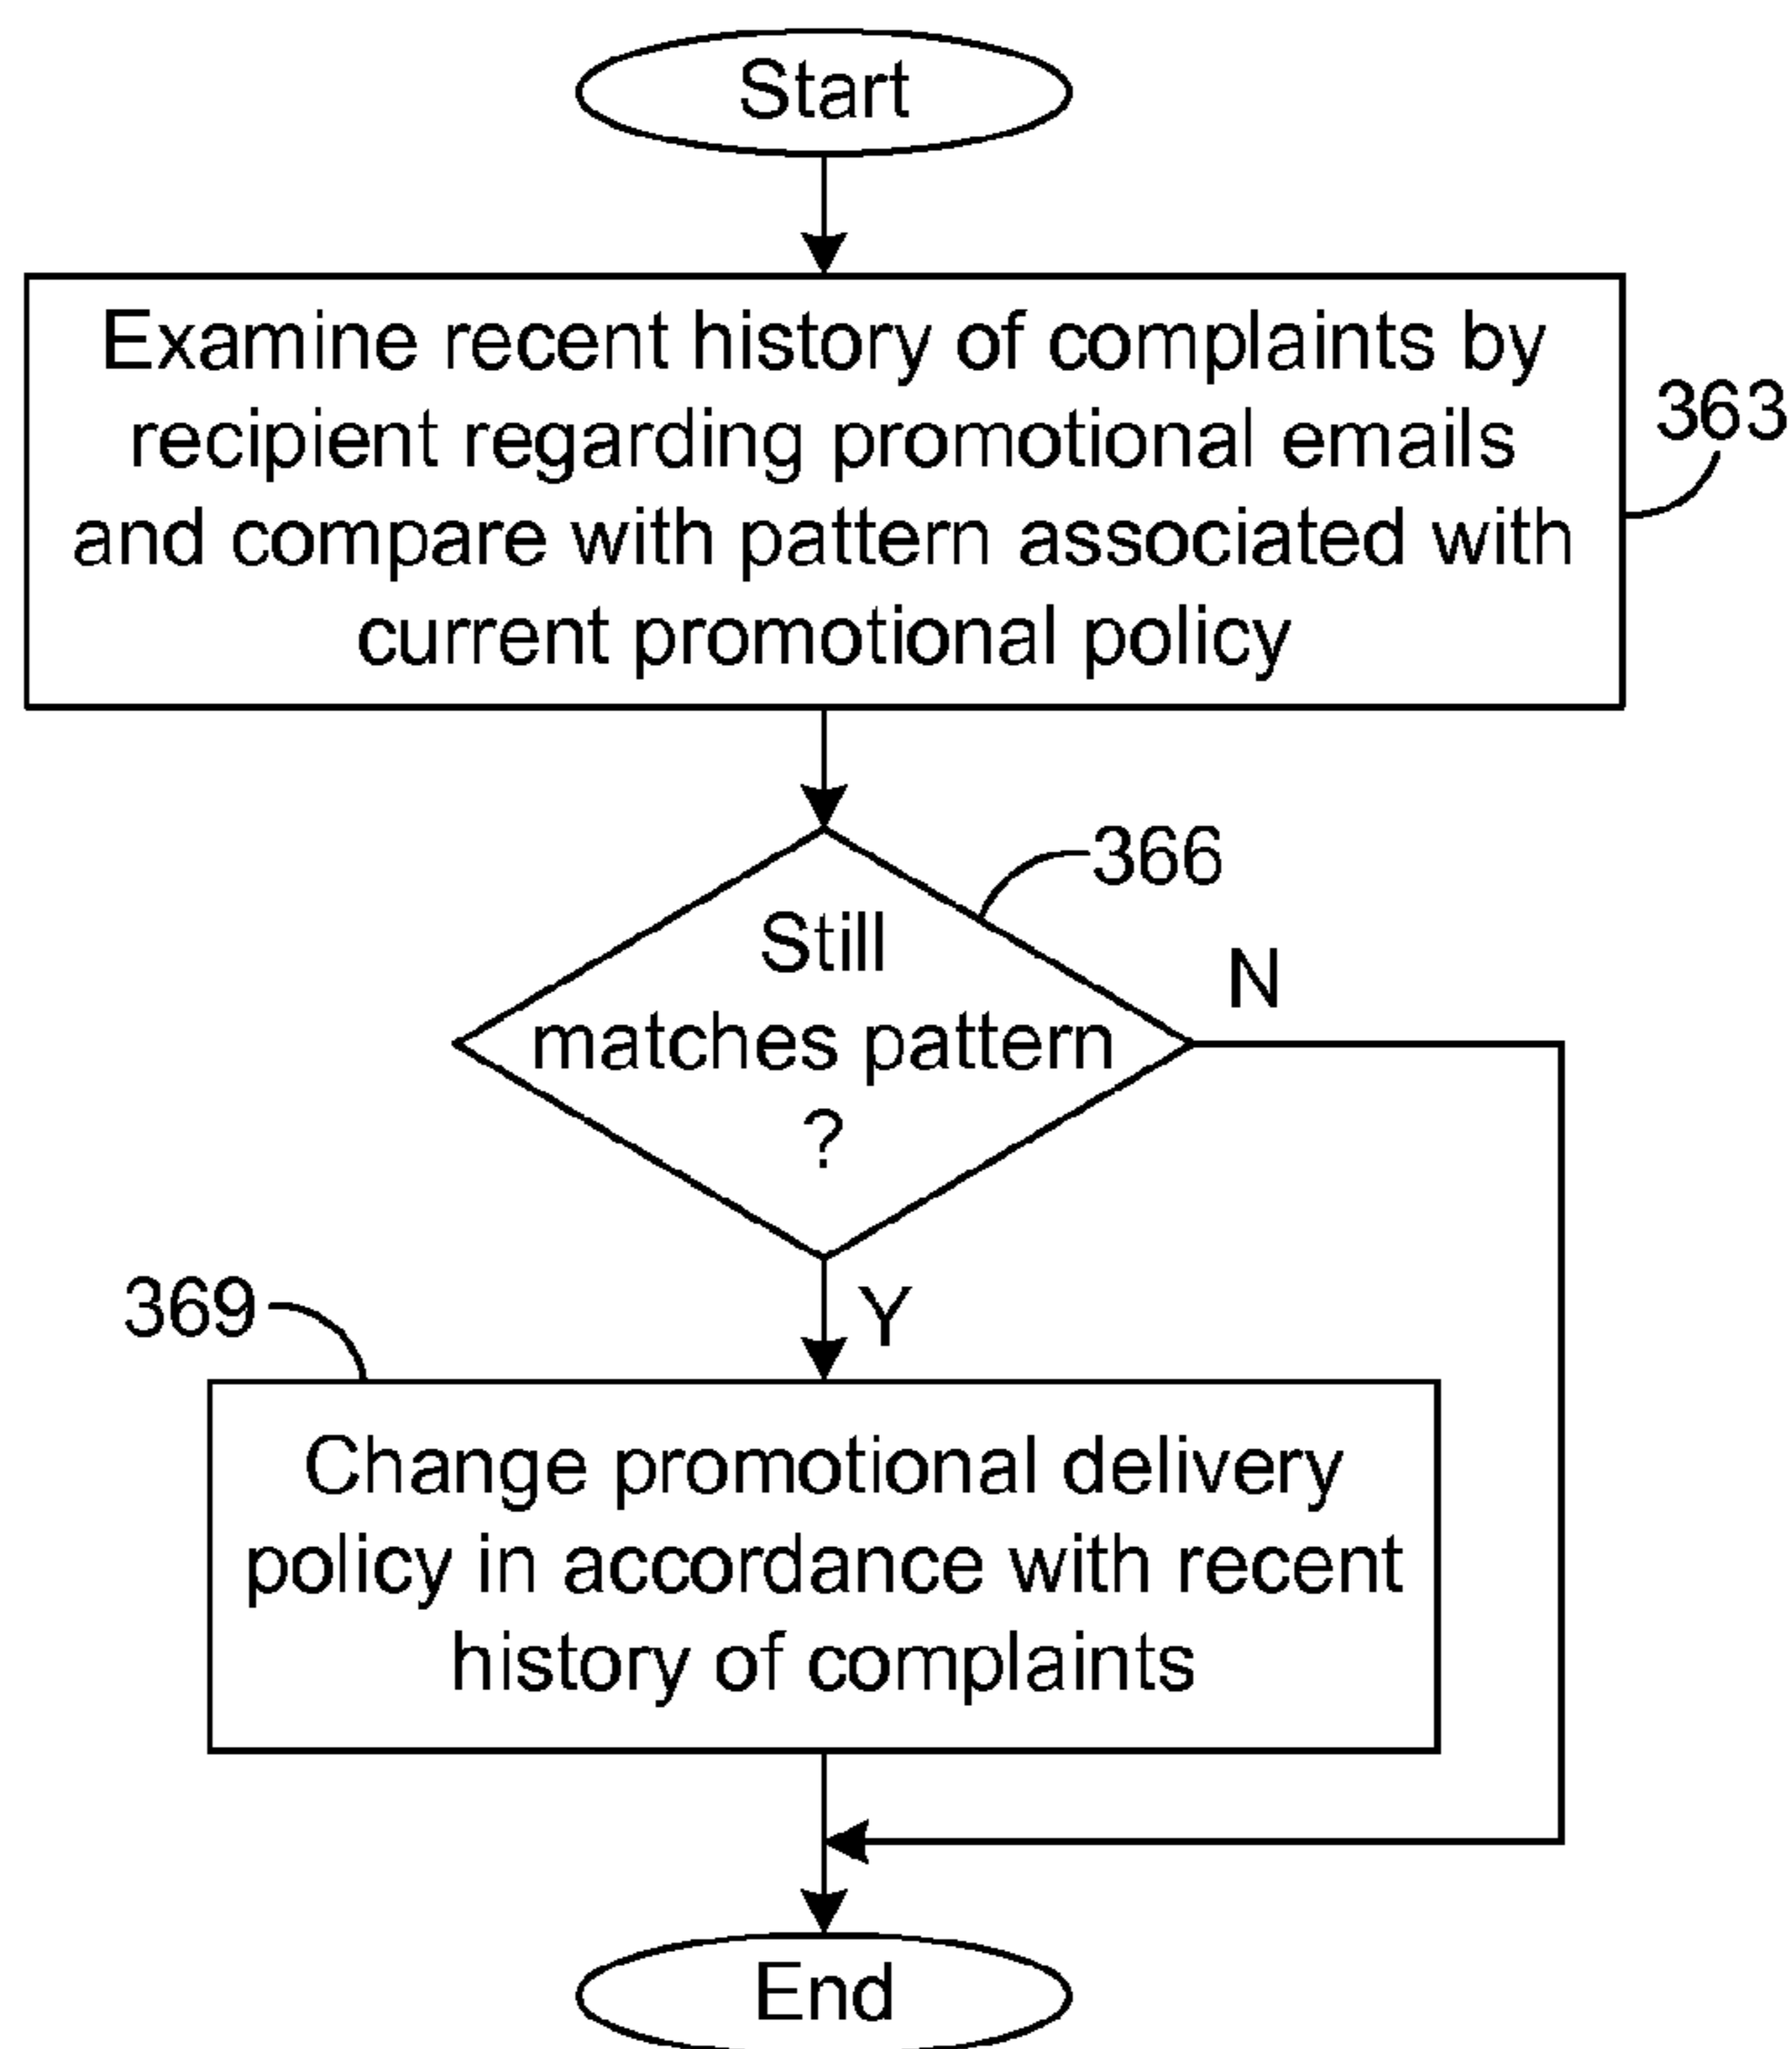 Start
Examine recent history of complaints by
recipient regarding promotional emails
and compare with pattern associated with
current promotional policy
363
366
Still
matches pattern
?
N
Y
369
Change promotional delivery
policy in accordance with recent
history of complaints
End